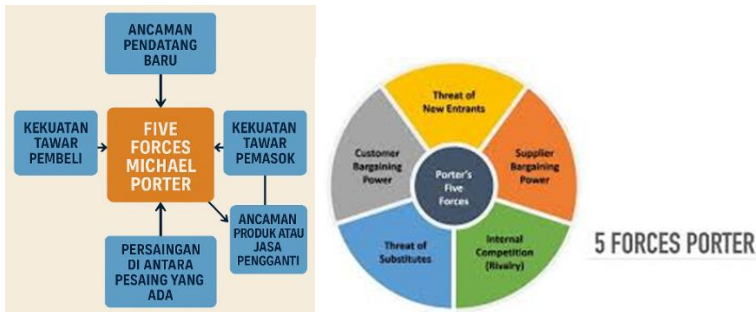 ANCAMAN
PENDATANG
BARU
KEKUATAN
TAWAR
PEMBELI
FIVE
FORCES
MICHAEL
PORTER
KEKUATAN
TAWAR
PEMASOK
PERSAINGAN
DI ANTARA
PESAING YANG
ADA
ANCAMAN
PRODUK ATAU
JASA
PENGGANTI
Threat of
New Entrants
Customer
Bargaining
Power
Supplier
Bargaining
Power
Porter's
Five
Forces
Threat of
Substitutes
Internal
Competition
(Rivalry)
5 FORCES PORTER